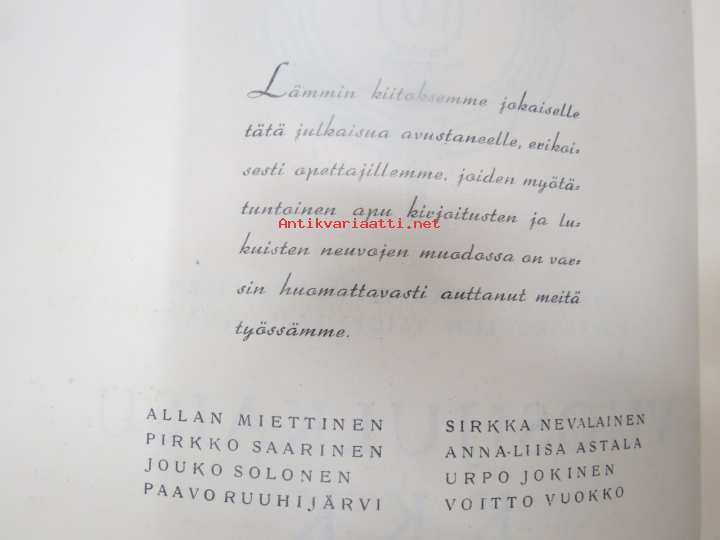 Lämmin kiitoksemme jokaiselle
tätä julkaisua avustaneelle, erikoi-
sesti opettajillemme, joiden myötä-
tuntoinen apu kirjoitusten ja lu-
Antikvariaatti.net
kuisten neuvojen muodossa on var-
sin huomattavasti auttanut meitä
työssämme.
ALLAN MIETTINEN
PIRKKO SAARINEN
JOUKO SOLONEN
PAAVO RUUHIJÄRVI
SIRKKA NEVALAINEN
ANNA-LIISA ASTALA
URPO JOKINEN
VOITTO VUOKKO